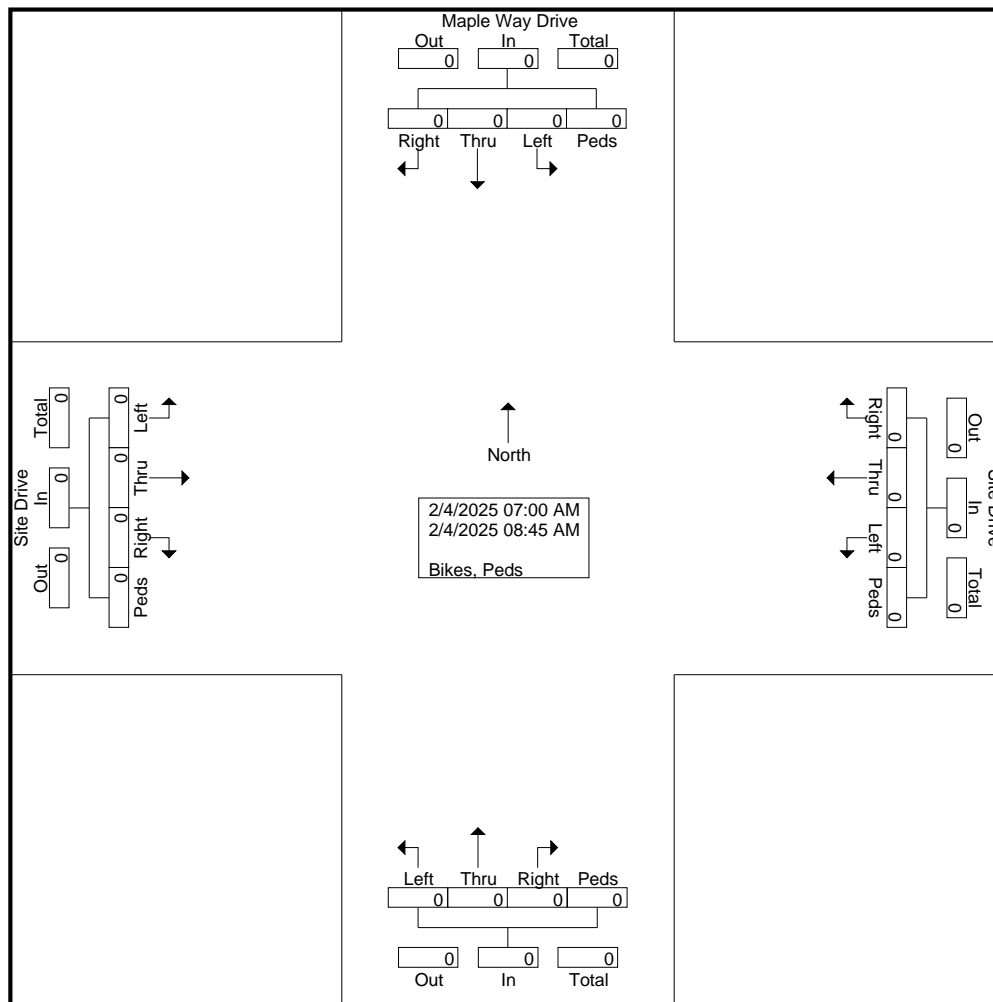 Maple Way Drive
Out In Total
0 0 0
0 0 0 0
Right Thru Left Peds
Site Drive
Total In Out
0 0 0
0 0 0 0
Left Thru Right Peds
North
2/4/2025 07:00 AM
2/4/2025 08:45 AM
Bikes, Peds
Right Thru Left Peds
0 0 0 0
Out In Total
0 0 0
Site Drive
Left Thru Right Peds
0 0 0 0
0 0 0
Out In Total